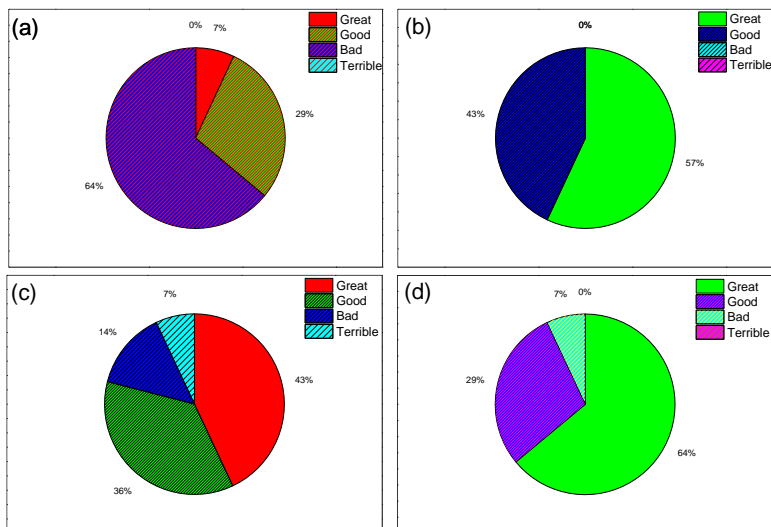 (a)
0%
7%
29%
64%
Great
Good
Bad
Terrible
(b)
0%
43%
57%
Great
Good
Bad
Terrible
(c)
7%
14%
43%
36%
Great
Good
Bad
Terrible
(d)
7%
0%
29%
64%
Great
Good
Bad
Terrible